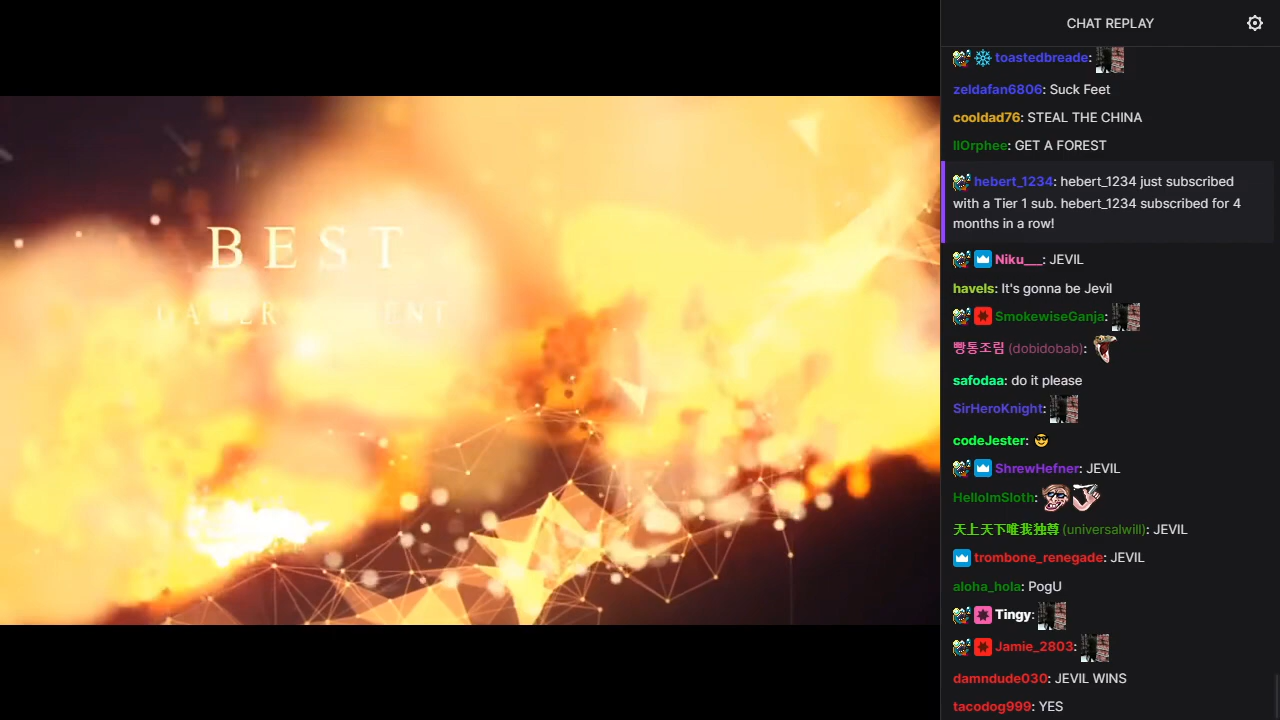 BEST
CHAT REPLAY
toastedbreade:
zeldafan6806: Suck Feet
cooldad76: STEAL THE CHINA
llOrphee: GET A FOREST
hebert_1234: hebert_1234 just subscribed
with a Tier 1 sub. hebert_1234 subscribed for 4
months in a row!
Niku___: JEVIL
havels: It's gonna be Jevil
SmokewiseGanja:
빵통조림 (dobidobab):
safodaa: do it please
SirHeroKnight:
codeJester:
ShrewHefner: JEVIL
HelloImSloth:
天上天下唯我独尊 (universalwill): JEVIL
trombone_renegade: JEVIL
aloha_hola: PogU
Tingy:
Jamie_2803:
damndude030: JEVIL WINS
tacodog999: YES